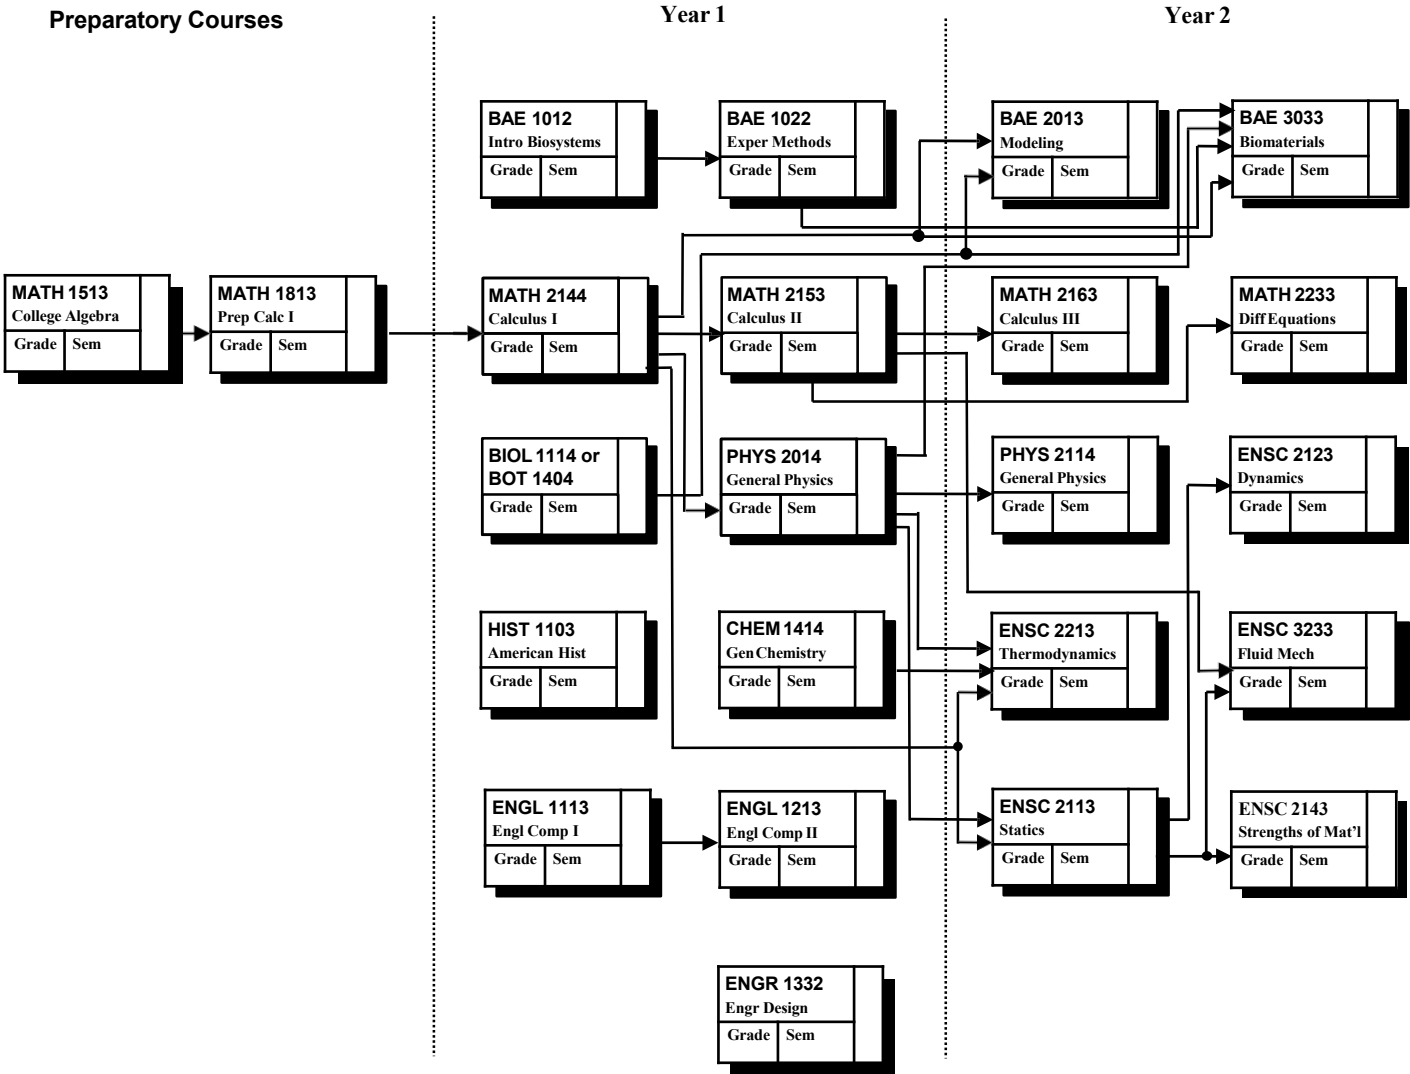 Preparatory Courses
Year 1
Year 2
BAE 1012
Intro Biosystems
Grade Sem
BAE 1022
Exper Methods
Grade Sem
BAE 2013
Modeling
Grade Sem
BAE 3033
Biomaterials
Grade Sem
MATH 1513
College Algebra
Grade Sem
MATH 1813
Prep Calc I
Grade Sem
MATH 2144
Calculus I
Grade Sem
MATH 2153
Calculus II
Grade Sem
MATH 2163
Calculus III
Grade Sem
MATH 2233
Diff Equations
Grade Sem
BIOL 1114 or
BOT 1404
Grade Sem
PHYS 2014
General Physics
Grade Sem
PHYS 2114
General Physics
Grade Sem
ENSC 2123
Dynamics
Grade Sem
HIST 1103
American Hist
Grade Sem
CHEM 1414
Gen Chemistry
Grade Sem
ENSC 2213
Thermodynamics
Grade Sem
ENSC 3233
Fluid Mech
Grade Sem
ENGL 1113
Engl Comp I
Grade Sem
ENGL 1213
Engl Comp II
Grade Sem
ENSC 2113
Statics
Grade Sem
ENSC 2143
Strengths of Mat'l
Grade Sem
ENGR 1332
Engr Design
Grade Sem